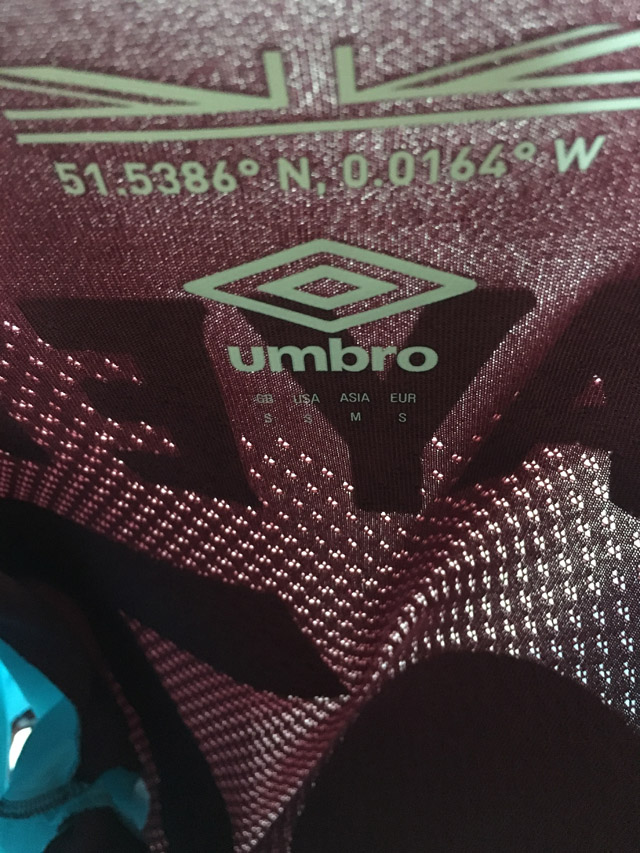 51.5386° N, 0.0164° W
umbro
GB USA ASIA EUR
S S M S